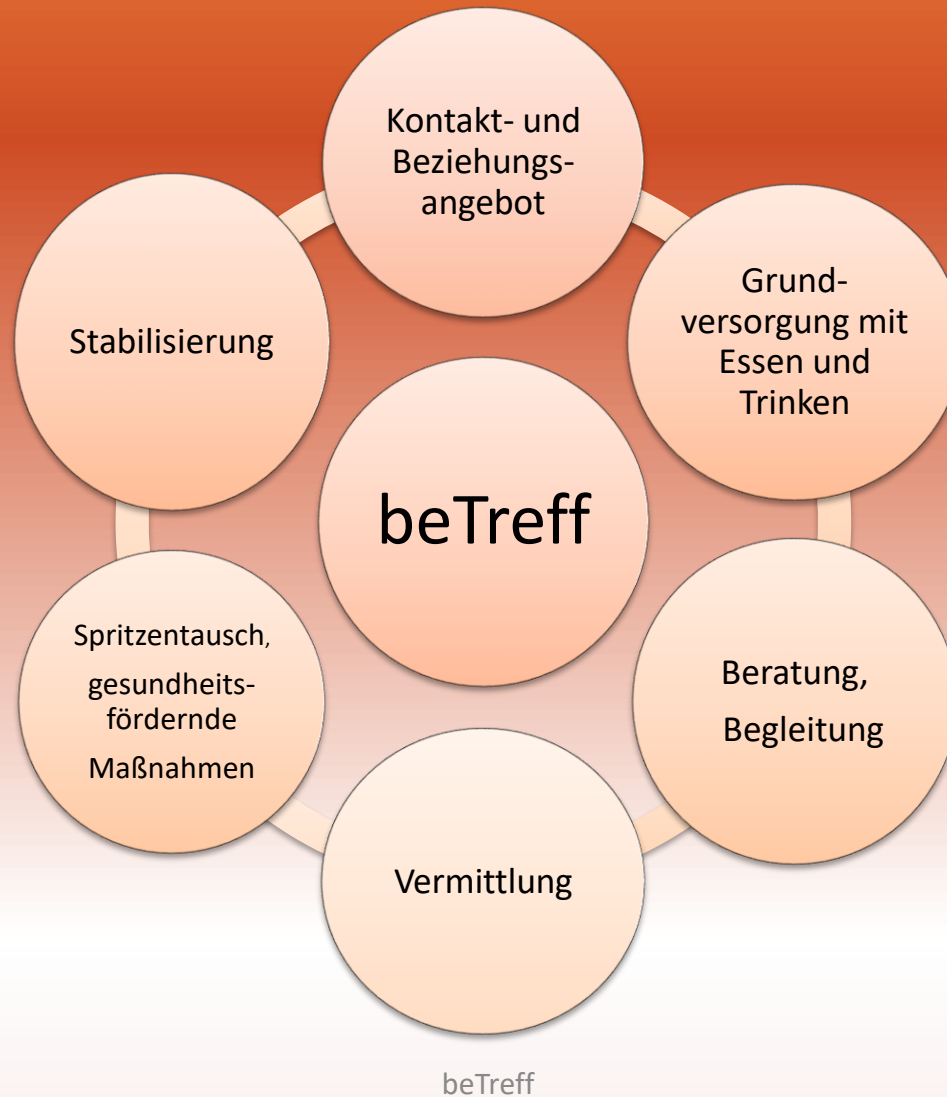 Kontakt- und
Beziehungs-
angebot
Grund-
versorgung mit
Essen und
Trinken
Beratung,
Begleitung
Vermittlung
Spritzentausch,
gesundheits-
fördernde
Maßnahmen
Stabilisierung
beTreff
beTreff